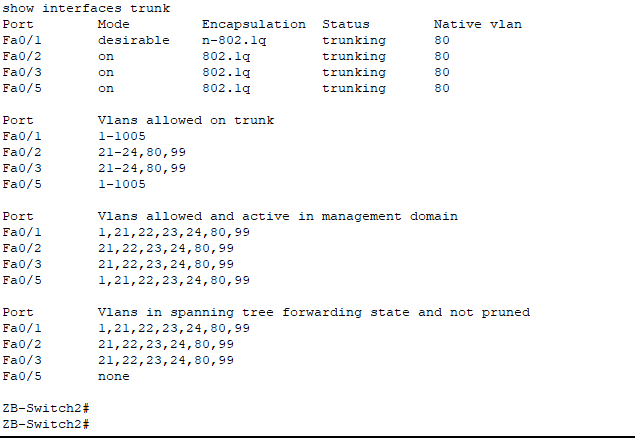 show interfaces trunk
Port        Mode         Encapsulation  Status        Native vlan
Fa0/1       desirable    n-802.1q       trunking      80
Fa0/2       on           802.1q         trunking      80
Fa0/3       on           802.1q         trunking      80
Fa0/5       on           802.1q         trunking      80
Port        Vlans allowed on trunk
Fa0/1       1-1005
Fa0/2       21-24,80,99
Fa0/3       21-24,80,99
Fa0/5       1-1005
Port        Vlans allowed and active in management domain
Fa0/1       1,21,22,23,24,80,99
Fa0/2       21,22,23,24,80,99
Fa0/3       21,22,23,24,80,99
Fa0/5       1,21,22,23,24,80,99
Port        Vlans in spanning tree forwarding state and not pruned
Fa0/1       1,21,22,23,24,80,99
Fa0/2       21,22,23,24,80,99
Fa0/3       21,22,23,24,80,99
Fa0/5       none
ZB-Switch2#
ZB-Switch2#